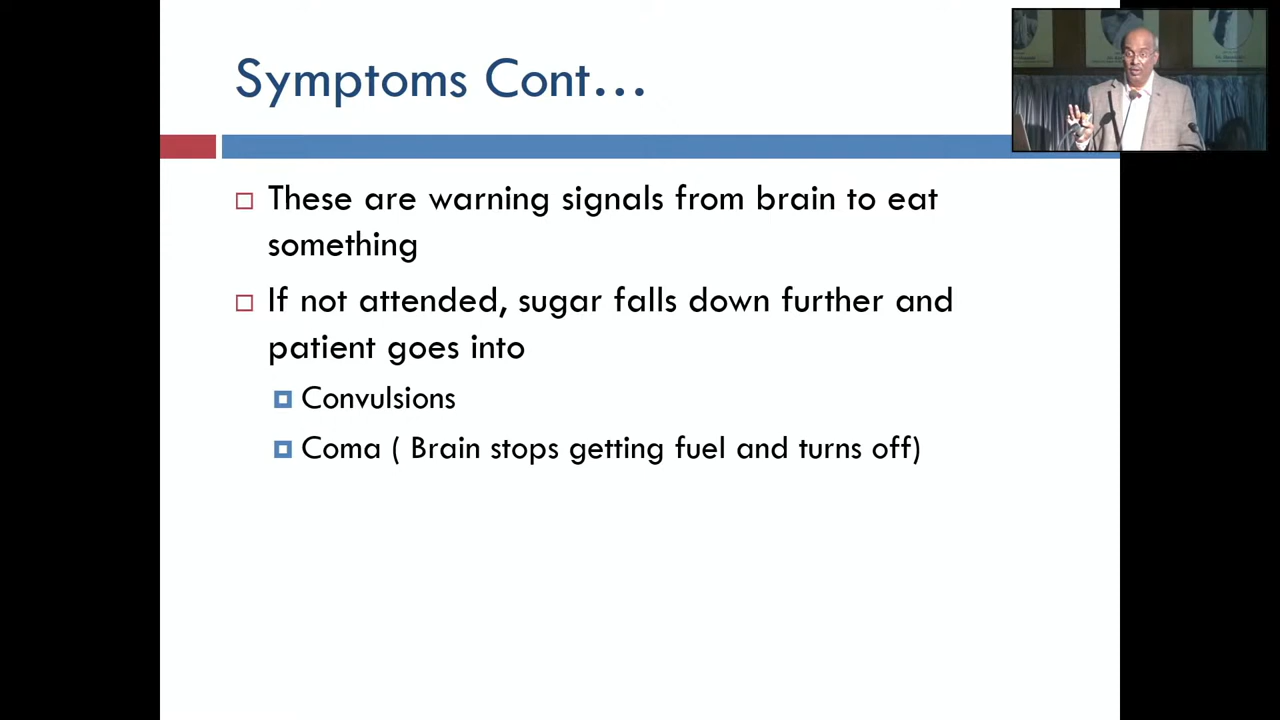 Symptoms Cont...
These are warning signals from brain to eat
something
If not attended, sugar falls down further and
patient goes into
Convulsions
Coma ( Brain stops getting fuel and turns off)